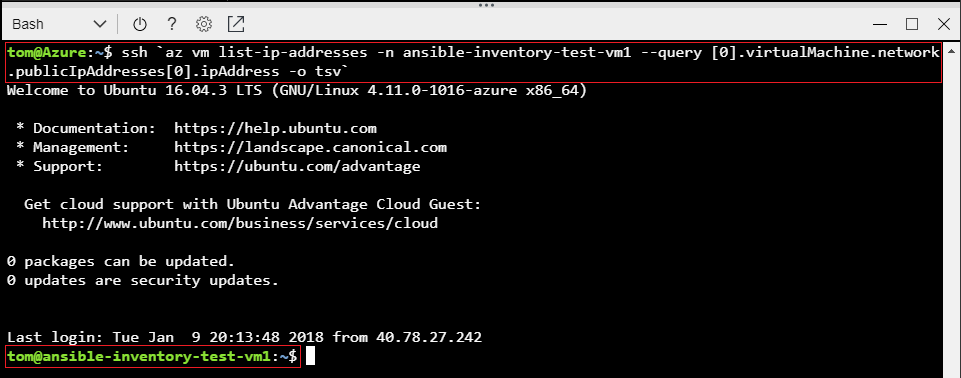 Bash
?
tom@Azure:~$ ssh `az vm list-ip-addresses -n ansible-inventory-test-vm1 --query [0].virtualMachine.network
.publicIpAddresses[0].ipAddress -o tsv`
Welcome to Ubuntu 16.04.3 LTS (GNU/Linux 4.11.0-1016-azure x86_64)
* Documentation:  https://help.ubuntu.com
* Management:     https://landscape.canonical.com
* Support:        https://ubuntu.com/advantage
Get cloud support with Ubuntu Advantage Cloud Guest:
http://www.ubuntu.com/business/services/cloud
0 packages can be updated.
0 updates are security updates.
Last login: Tue Jan  9 20:13:48 2018 from 40.78.27.242
tom@ansible-inventory-test-vm1:~$